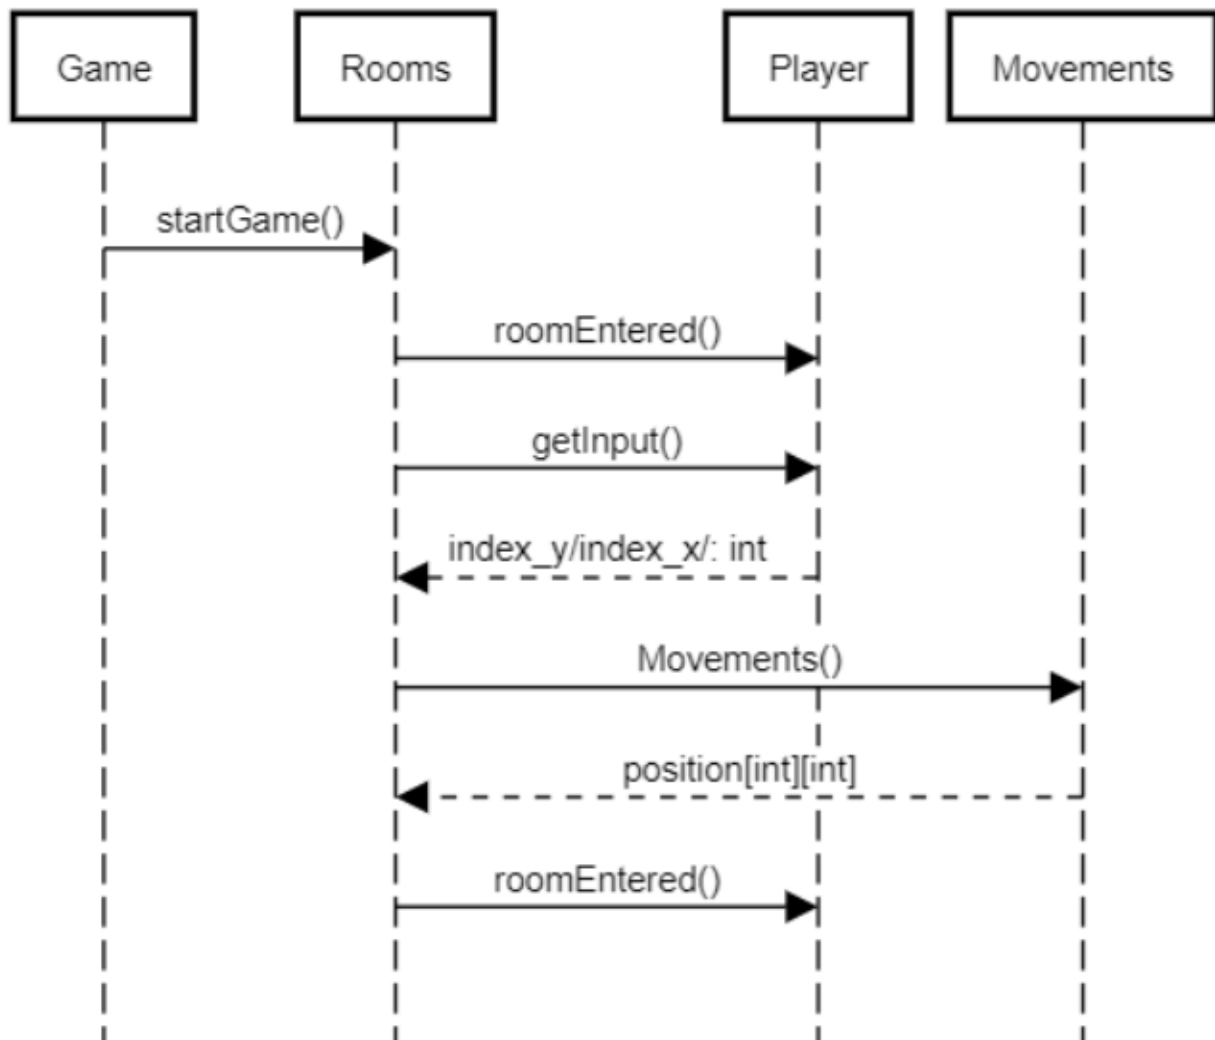 Game
Rooms
Player
Movements
startGame()
roomEntered()
getInput()
index_y/index_x/: int
Movements()
position[int][int]
roomEntered()